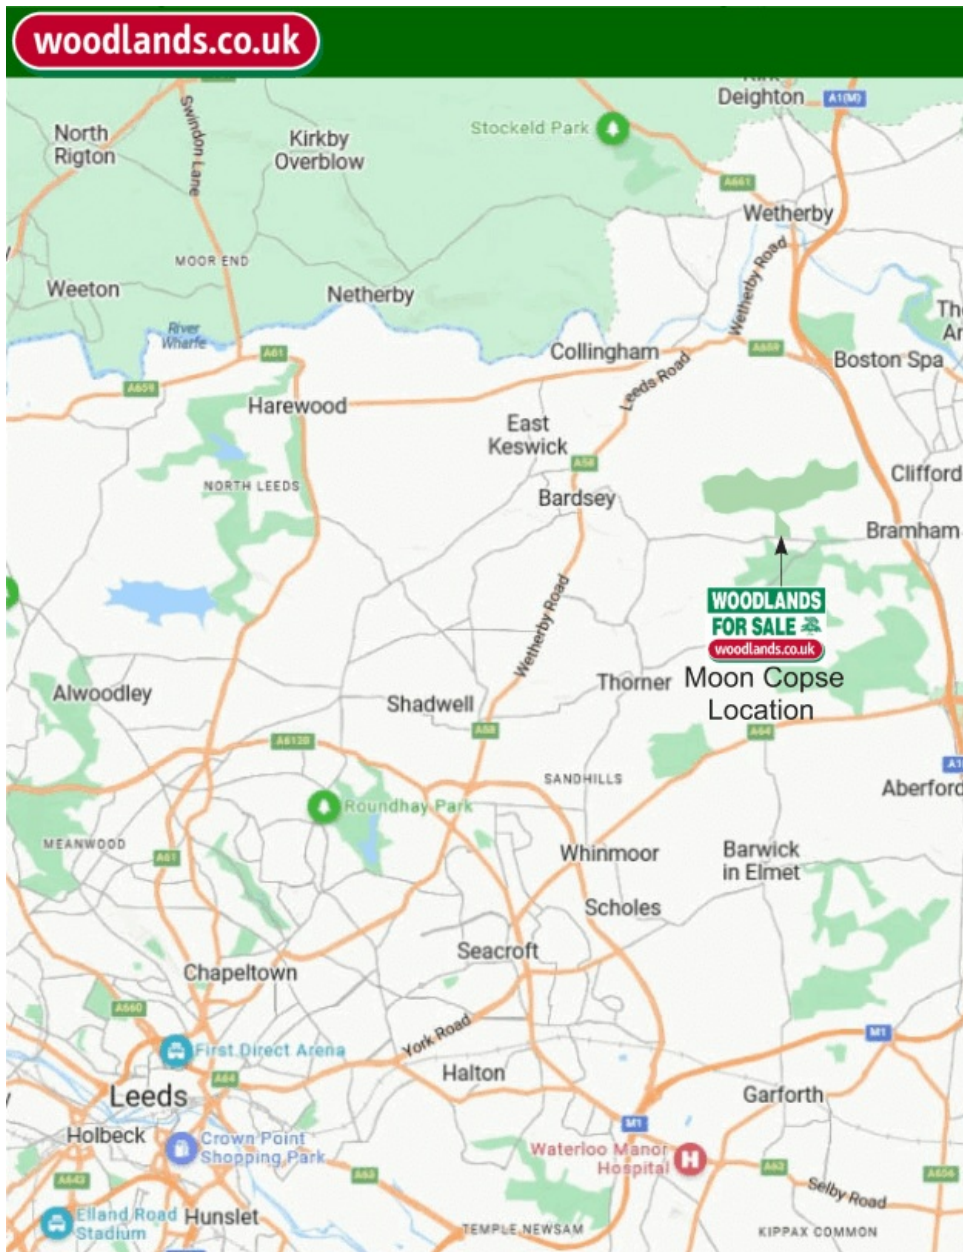 woodlands.co.uk
Deighton
A1(M)
North
Rigton
Swindon Lane
Kirkby
Overblow
Stockeld Park
A661
Wetherby
MOOR END
Weeton
Netherby
Wetherby Road
River
Wharfe
A61
A659
Collingham
A659
Boston Spa
Leeds Road
Harewood
East
Keswick
A58
Clifford
NORTH LEEDS
Bardsey
Bramham
WOODLANDS
FOR SALE
woodlands.co.uk
Moon Copse
Location
Wetherby Road
Thorner
Alwoodley
Shadwell
A58
A64
A6120
SANDHILLS
Aberford
Roundhay Park
MEANWOOD
A61
Whinmoor
Barwick
in Elmet
Scholes
Seacroft
Chapeltown
A660
York Road
M1
First Direct Arena
A64
Halton
Leeds
Garforth
M1
Holbeck
Crown Point
Shopping Park
Waterloo Manor
Hospital
H
A63
A63
A643
A656
Selby Road
Elland Road
Stadium
Hunslet
TEMPLE NEWSAM
KIPPAX COMMON